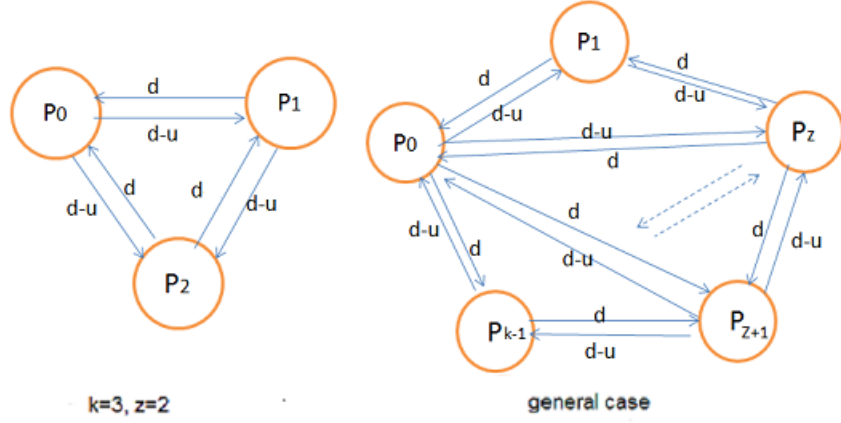 P0
P1
P2
d
d-u
d
d-u
d
d-u
k=3, z=2
P0
P1
Pz
PZ+1
Pk-1
d
d-u
d
d-u
d-u
d
d
d-u
d
d-u
d-u
d
d
d-u
general case